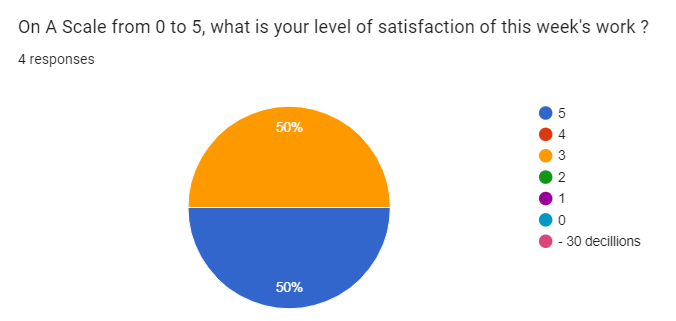 On A Scale from 0 to 5, what is your level of satisfaction of this week's work ?
4 responses
50%
50%
5
4
3
2
1
0
- 30 decillions